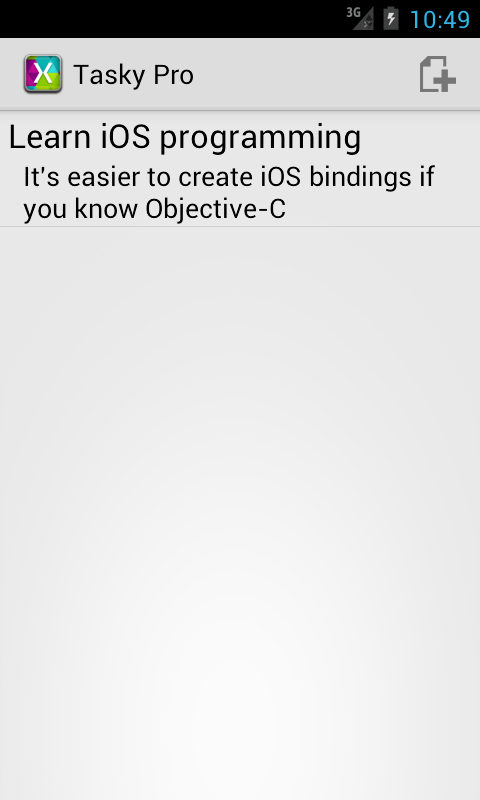 3G
10:49
Tasky Pro
Learn iOS programming
It's easier to create iOS bindings if
you know Objective-C